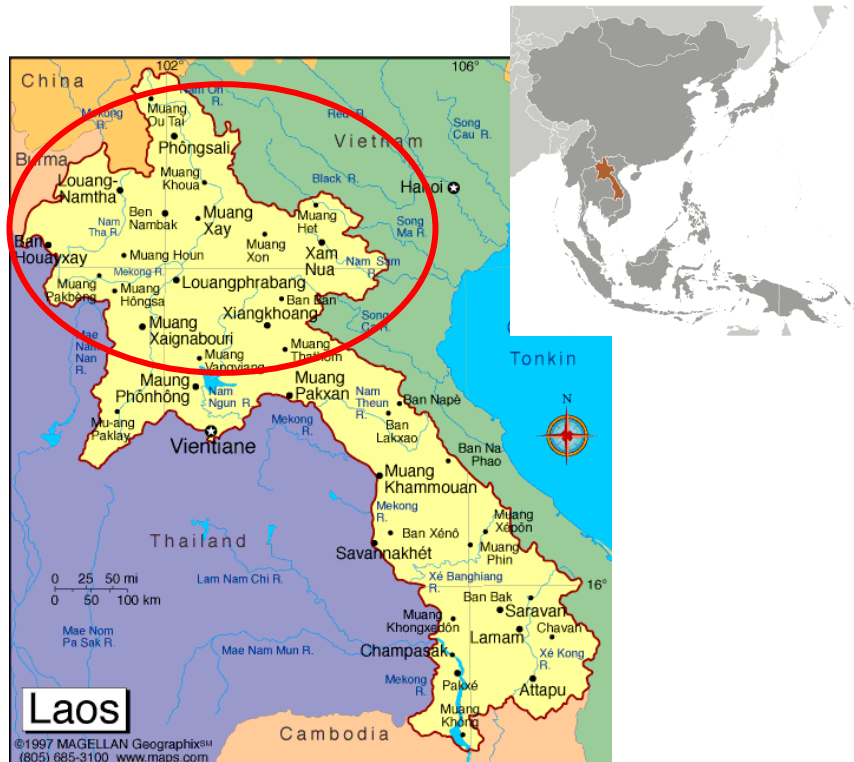 102°
106°
China
Nam Ou
R.
Muang
Ou Tai
Mekong
R.
Red R.
Song
Cau R.
Vietnam
Phôngsali
Burma
Muang
Khoua
Black R.
Hanoi
Louang-
Namtha
Ben
Nambak
Muang
Xay
Muang
Het
Nam
Tha R.
Song
Ma R.
Ban
Houayxay
Muang Houn
Muang
Xon
Xam
Nua
Nam Sam
R.
Mekong R.
Muang
Pakbèng
Muang
Hôngsa
Louangphrabang
Ban Ban
Xiangkhoang
Song
Ca R.
Mae
Nam
Nan
R.
Muang
Xaignabouri
Muang
Vangviang
Muang
Thathom
Tonkin
Maung
Phônhông
Nam
Ngun R.
Muang
Pakxan
Nam
Theun
R.
Ban Napè
N
Mu-ang
Paklay
Mekong
R.
Ban
Lakxao
Vientiane
Ban Na
Phao
Muang
Khammouan
Mekong
R.
Muang
Xépôn
Thailand
Ban Xénô
Savannakhét
Muang
Phin
0 25 50 mi
0 50 100 km
Lam Nam Chi R.
Xé Banghiang
R.
16°
Ban Bak
Saravan
Muang
Khongxedôn
Lamam
Chavan
Mae Nom
Pa Sak R.
Mae Nam Mun R.
Champasak
Xé Kong
R.
Mekong
R.
Pakxé
Attapu
Laos
Muang
Không
Cambodia
©1997 MAGELLAN Geographix℠
(805) 685-3100 www.maps.com